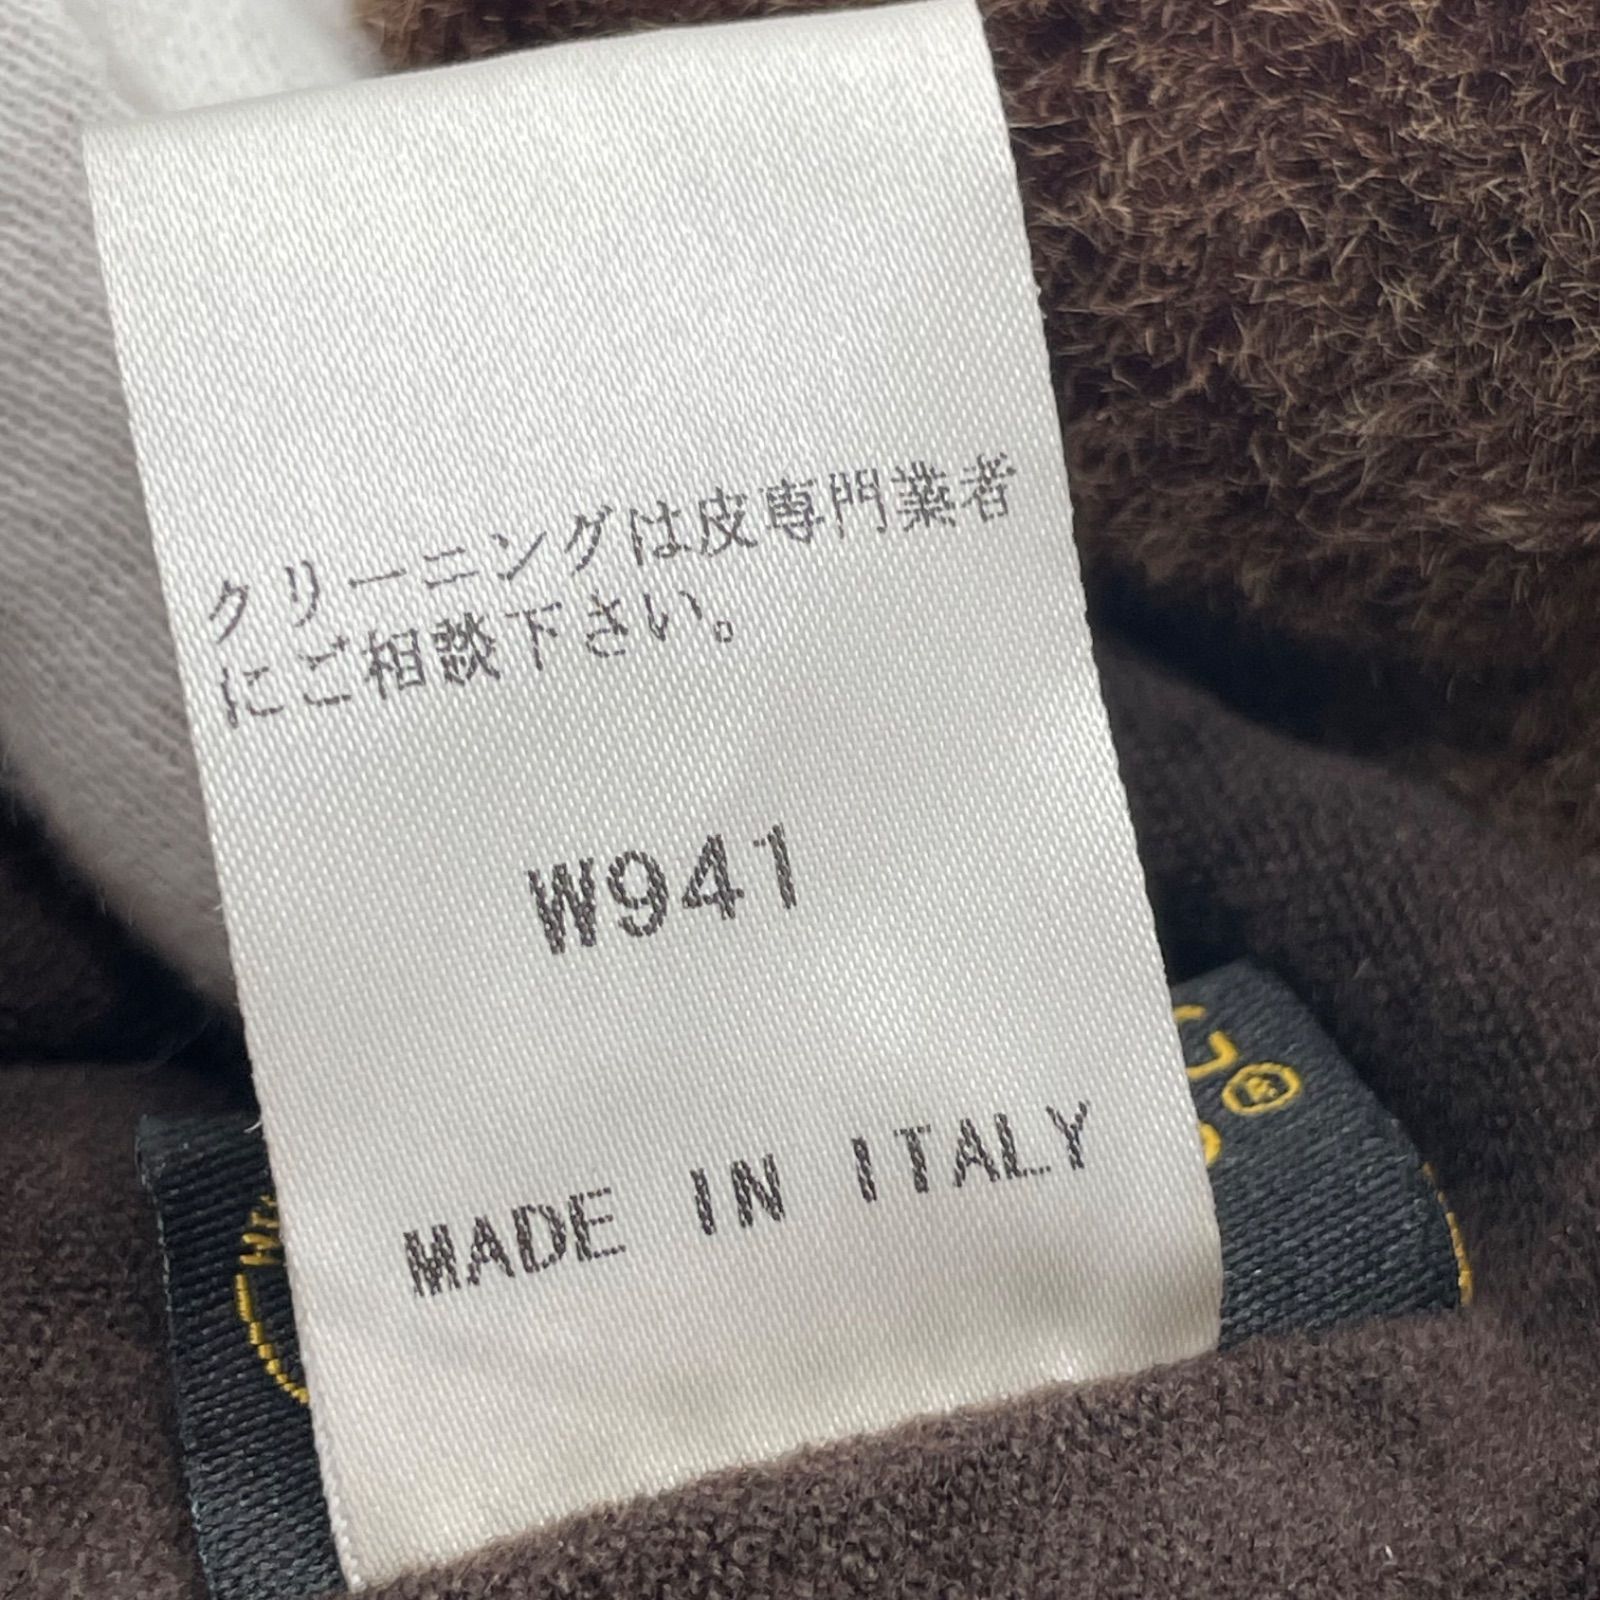 クリーニングは皮専門業者
にご相談下さい。
W941
MADE IN ITALY